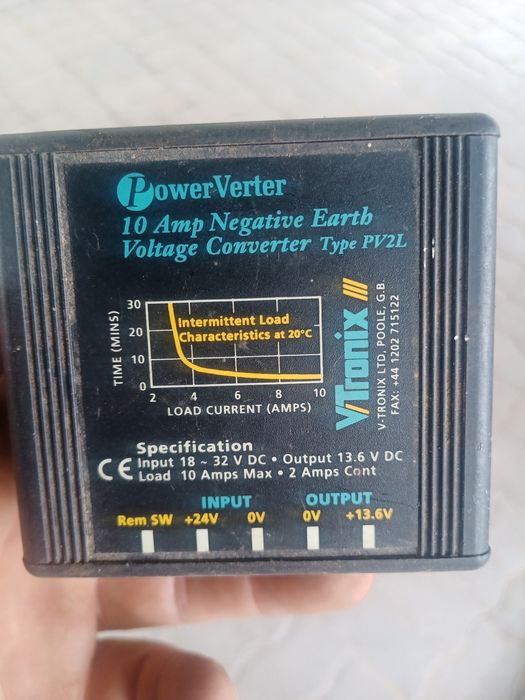 PowerVerter
10 Amp Negative Earth
Voltage Converter Type PV2L
TIME (MINS)
30
20
10
0
Intermittent Load
Characteristics at 20°C
2 4 6 8 10
LOAD CURRENT (AMPS)
V/Tronix
V-TRONIX LTD, POOLE, G.B
FAX: +44 1202 715122
Specification
CE Input 18 ~ 32 V DC • Output 13.6 V DC
Load 10 Amps Max • 2 Amps Cont
INPUT OUTPUT
Rem SW +24V 0V 0V +13.6V